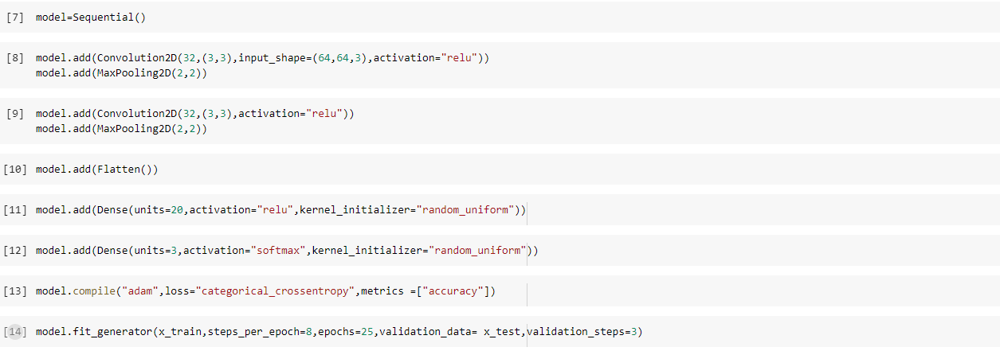 [7] model=Sequential()
[8] model.add(Convolution2D(32,(3,3),input_shape=(64,64,3),activation="relu"))
model.add(MaxPooling2D(2,2))
[9] model.add(Convolution2D(32,(3,3),activation="relu"))
model.add(MaxPooling2D(2,2))
[10] model.add(Flatten())
[11] model.add(Dense(units=20,activation="relu",kernel_initializer="random_uniform"))
[12] model.add(Dense(units=3,activation="softmax",kernel_initializer="random_uniform"))
[13] model.compile("adam",loss="categorical_crossentropy",metrics =["accuracy"])
[14] model.fit_generator(x_train,steps_per_epoch=8,epochs=25,validation_data= x_test,validation_steps=3)